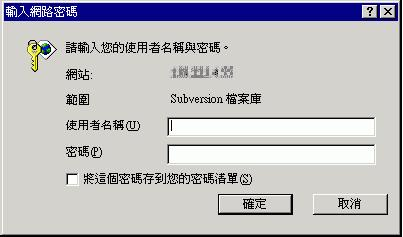 輸入網路密碼
請輸入您的使用者名稱與密碼。
網站:
範圍 Subversion 檔案庫
使用者名稱(U)
密碼(P)
將這個密碼存到您的密碼清單(S)
確定 取消